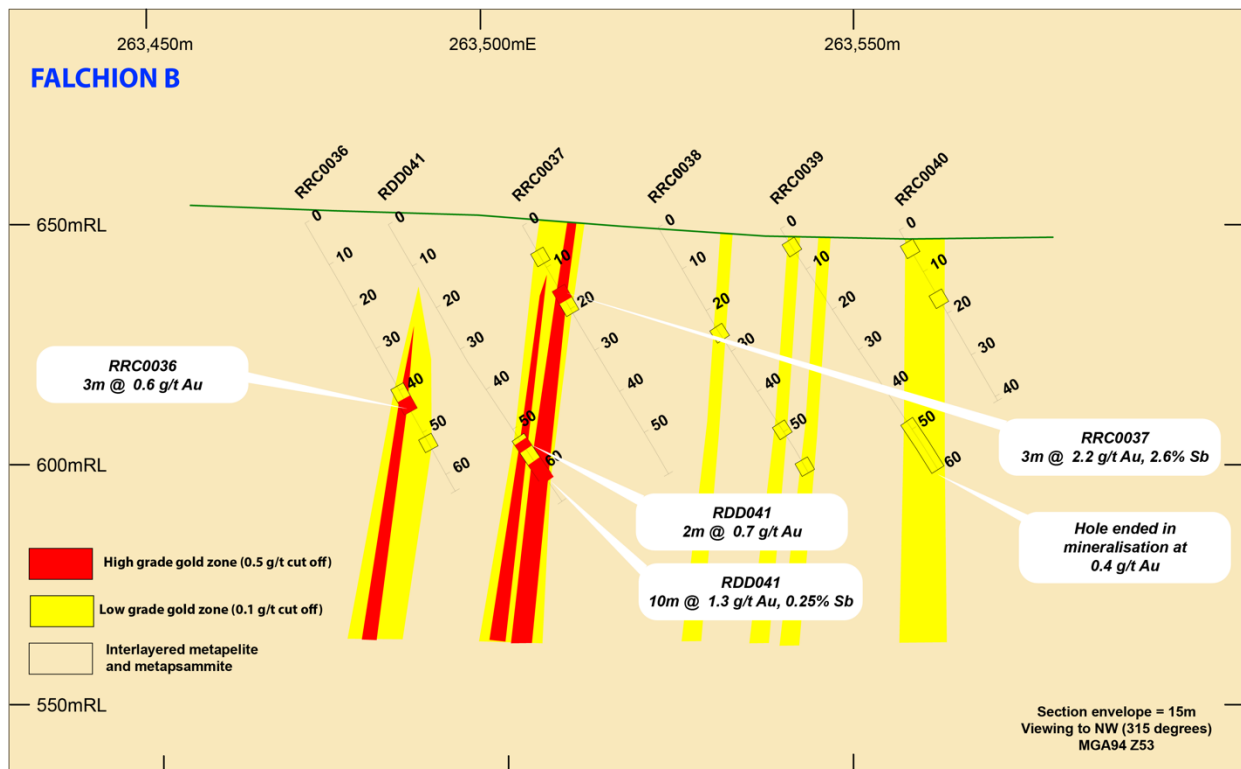 263,450m
263,500mE
263,550m
FALCHION B
RRC0036
RDD041
RRC0037
RRC0038
RRC0039
RRC0040
650mRL
600mRL
550mRL
0
10
20
30
40
50
60
0
10
20
30
40
50
60
0
10
20
30
40
50
0
10
20
30
40
50
0
10
20
30
40
50
60
0
10
20
30
40
RRC0036
3m @ 0.6 g/t Au
RRC0037
3m @ 2.2 g/t Au, 2.6% Sb
RDD041
2m @ 0.7 g/t Au
RDD041
10m @ 1.3 g/t Au, 0.25% Sb
Hole ended in
mineralisation at
0.4 g/t Au
High grade gold zone (0.5 g/t cut off)
Low grade gold zone (0.1 g/t cut off)
Interlayered metapelite
and metapsammite
Section envelope = 15m
Viewing to NW (315 degrees)
MGA94 Z53